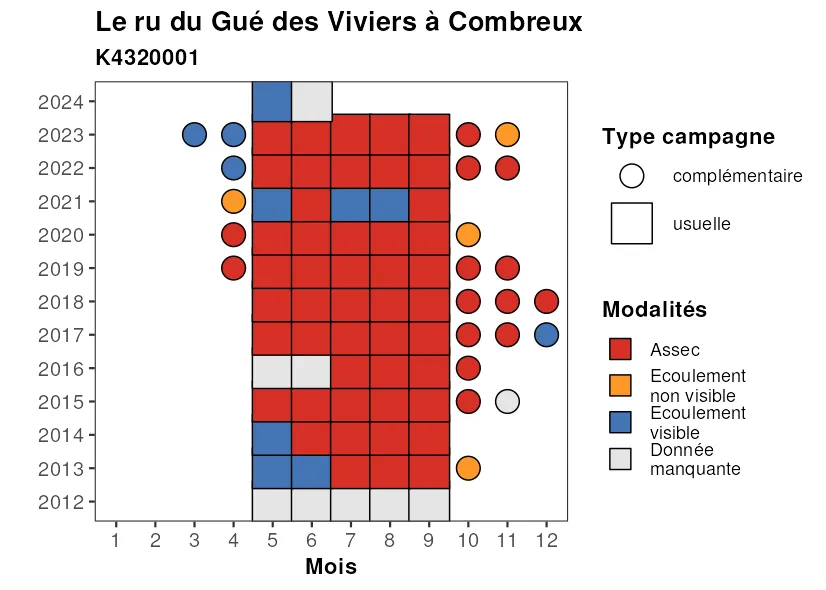 Le ru du Gué des Viviers à Combreux
K4320001
2024
2023
2022
2021
2020
2019
2018
2017
2016
2015
2014
2013
2012
1 2 3 4 5 6 7 8 9 10 11 12
Mois
Type campagne
complémentaire
usuelle
Modalités
Assec
Ecoulement
non visible
Ecoulement
visible
Donnée
manquante